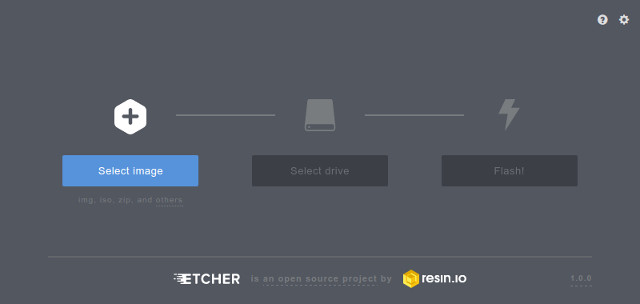 Select image
Select drive
Flash!
img, iso, zip, and others
ETCHER is an open source project by resin.io
1.0.0